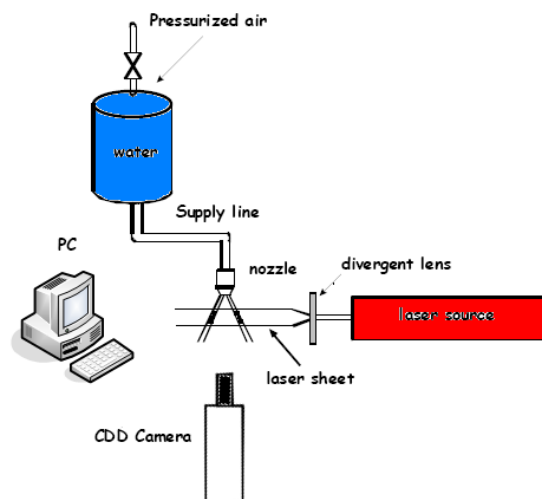 Pressurized air
water
Supply line
PC
nozzle
divergent lens
laser source
laser sheet
CDD Camera